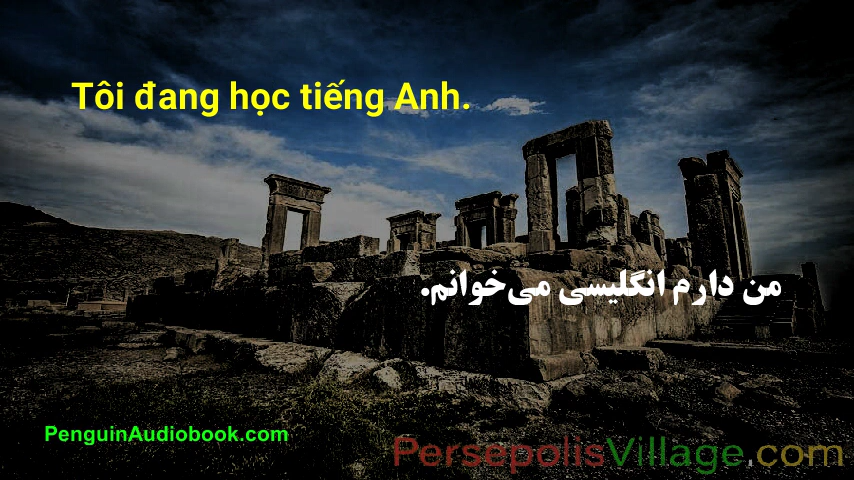 Tôi đang học tiếng Anh.
من دارم انگلیسی می‌خوانم.
PenguinAudiobook.com
PersepolisVillage.com